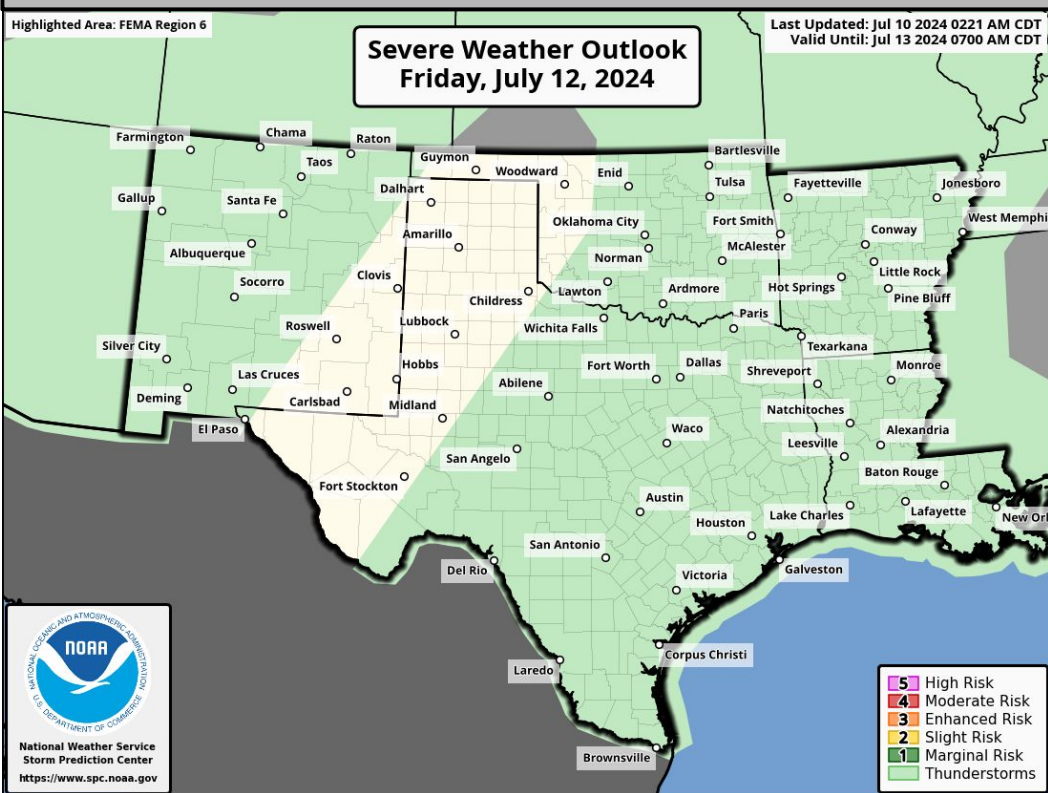 Highlighted Area: FEMA Region 6
Severe Weather Outlook
Friday, July 12, 2024
Last Updated: Jul 10 2024 0221 AM CDT
Valid Until: Jul 13 2024 0700 AM CDT
Farmington
Chama
Raton
Taos
Guymon
Woodward
Enid
Bartlesville
Tulsa
Fayetteville
Jonesboro
Gallup
Santa Fe
Dalhart
Oklahoma City
Fort Smith
West Memphi
Albuquerque
Amarillo
Norman
McAlester
Conway
Socorro
Clovis
Childress
Lawton
Ardmore
Hot Springs
Little Rock
Pine Bluff
Roswell
Lubbock
Wichita Falls
Paris
Texarkana
Silver City
Las Cruces
Hobbs
Abilene
Fort Worth
Dallas
Shreveport
Monroe
Deming
Carlsbad
Midland
Natchitoches
El Paso
San Angelo
Waco
Leesville
Alexandria
Fort Stockton
Austin
Baton Rouge
Houston
Lake Charles
Lafayette
New Orl
Del Rio
San Antonio
Victoria
Galveston
Laredo
Corpus Christi
Brownsville
NATIONAL OCEANIC AND ATMOSPHERIC ADMINISTRATION
NOAA
U.S. DEPARTMENT OF COMMERCE
National Weather Service
Storm Prediction Center
https://www.spc.noaa.gov
5 High Risk
4 Moderate Risk
3 Enhanced Risk
2 Slight Risk
1 Marginal Risk
Thunderstorms